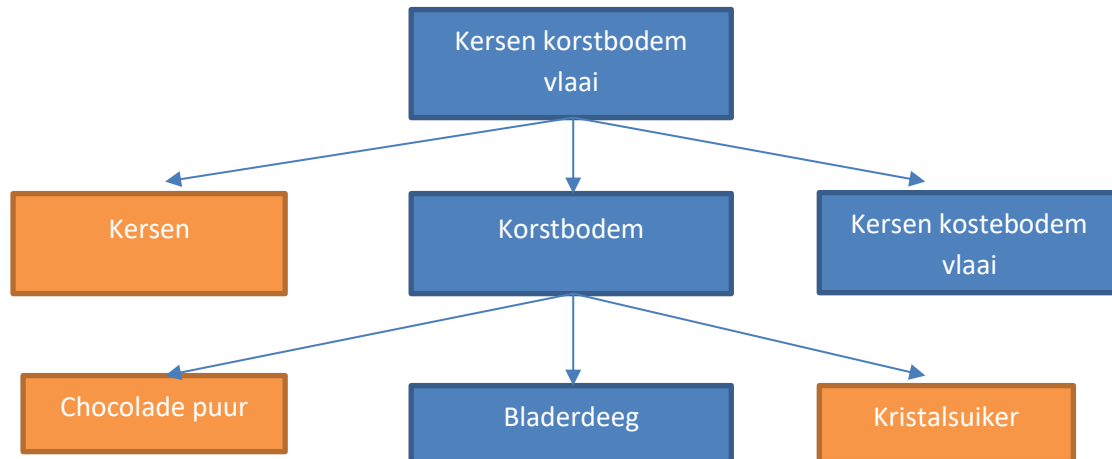 Kersen korstbodem
vlaai
Kersen
Korstbodem
Kersen kostebodem
vlaai
Chocolade puur
Bladerdeeg
Kristalsuiker